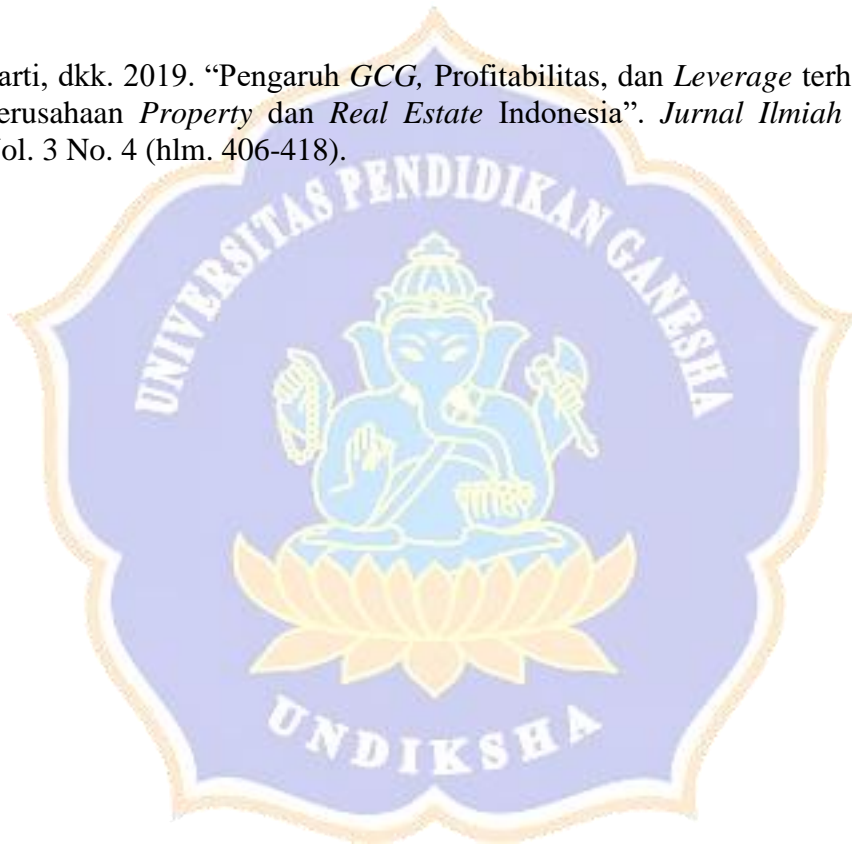 arti, dkk. 2019. “Pengaruh GCG, Profitabilitas, dan Leverage terh
erusahaan Property dan Real Estate Indonesia”. Jurnal Ilmiah
ol. 3 No. 4 (hlm. 406-418).
UNIVERSITAS PENDIDIKAN GANESHA
UNDIKSHA